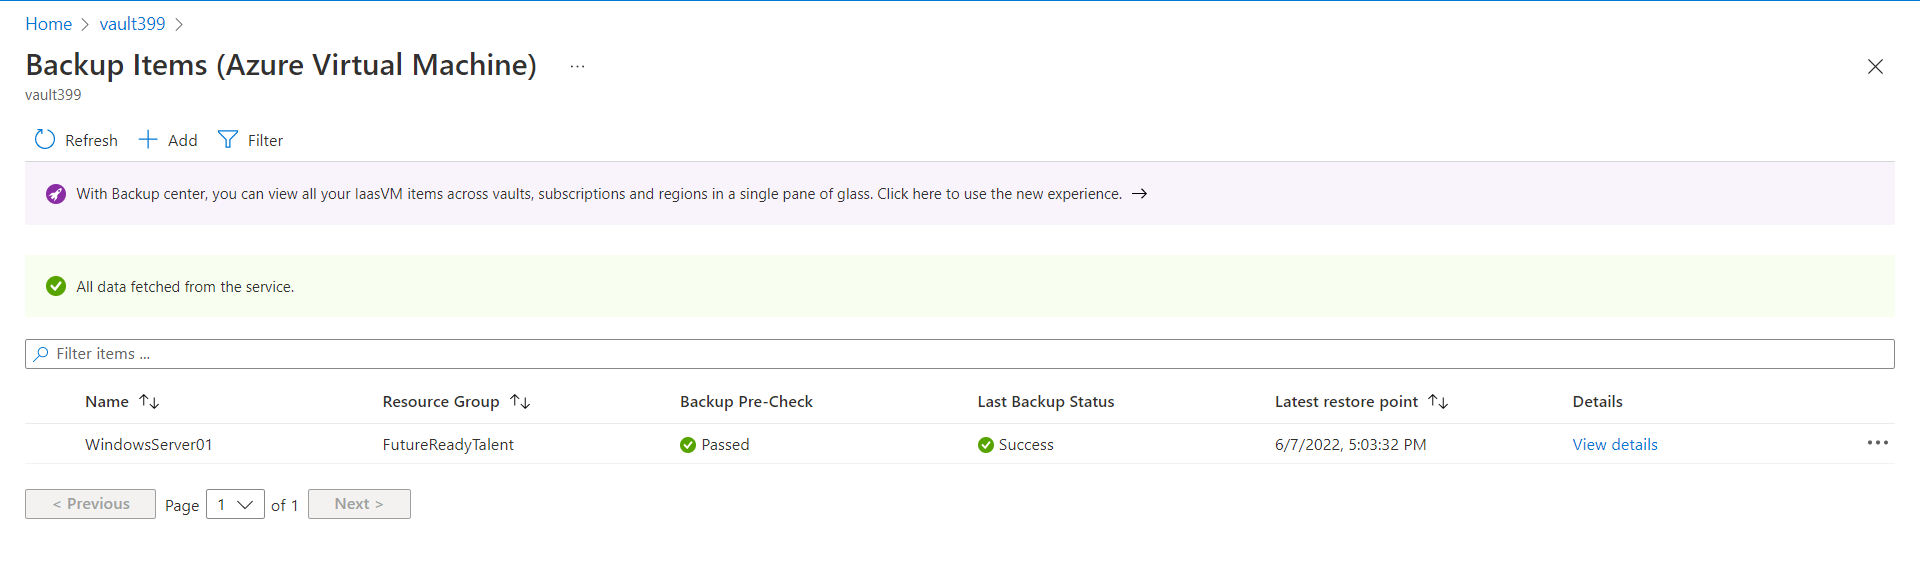 Home > vault399 >
Backup Items (Azure Virtual Machine) ...
vault399
Refresh Add Filter
With Backup center, you can view all your IaasVM items across vaults, subscriptions and regions in a single pane of glass. Click here to use the new experience. →
All data fetched from the service.
Filter items ...
Name ↑↓ Resource Group ↑↓ Backup Pre-Check Last Backup Status Latest restore point ↑↓ Details
WindowsServer01 FutureReadyTalent Passed Success 6/7/2022, 5:03:32 PM View details ...
< Previous Page 1 of 1 Next >